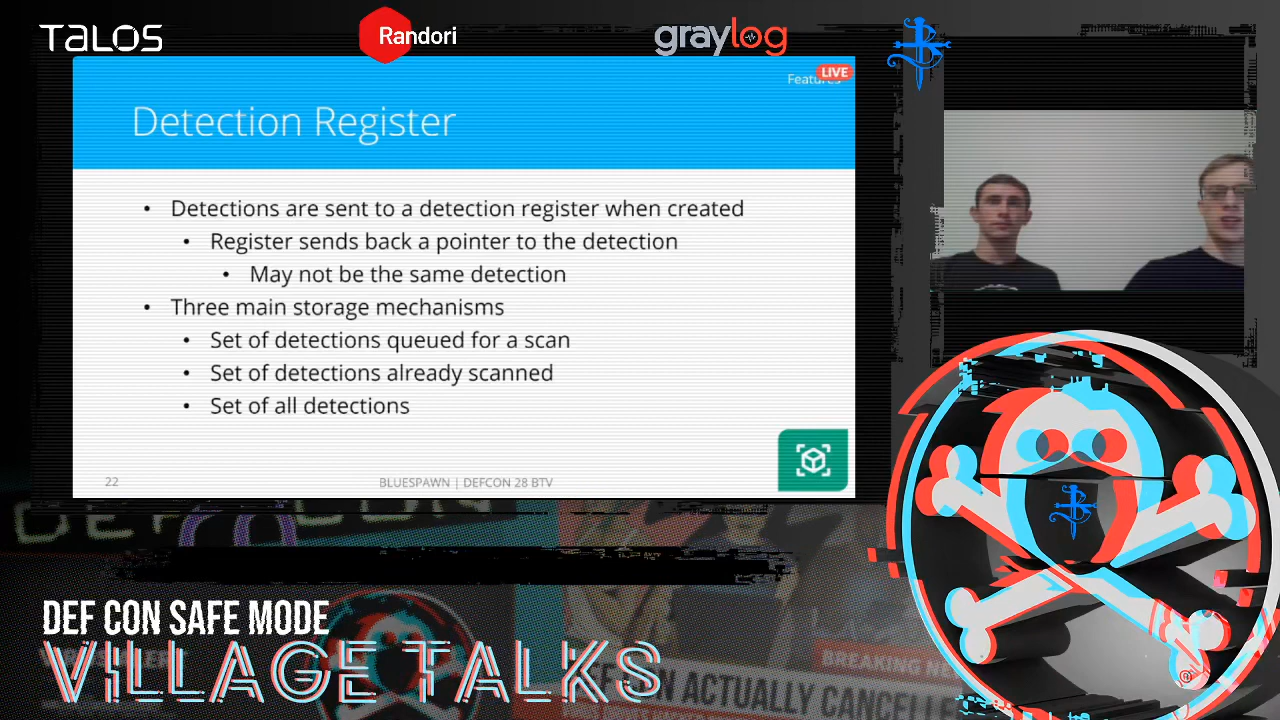 TALOS
Randori
graylog
Features
LIVE
Detection Register
• Detections are sent to a detection register when created
• Register sends back a pointer to the detection
• May not be the same detection
• Three main storage mechanisms
• Set of detections queued for a scan
• Set of detections already scanned
• Set of all detections
22
BLUESPAWN | DEFCON 28 BTV
DEF CON
DEF CON SAFE MODE
VILLAGE TALKS
BREAKING NE
CON ACTUALLY CANCELLE